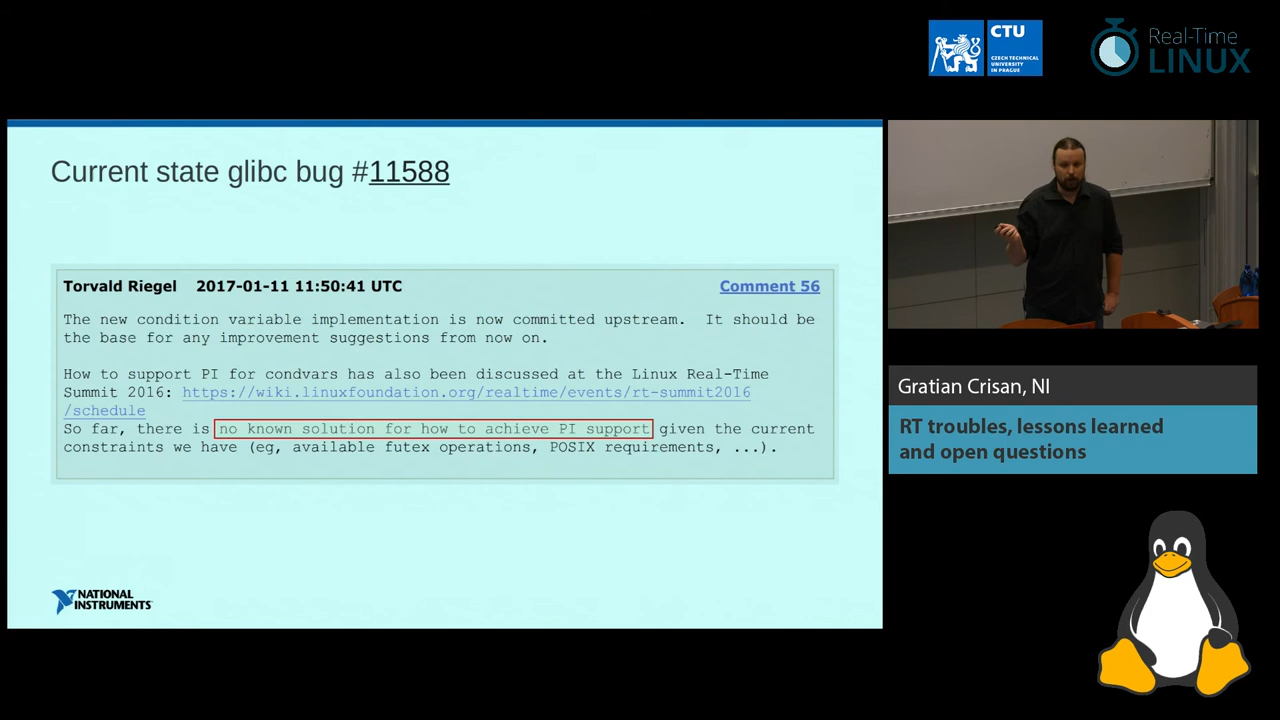 CTU
CZECH TECHNICAL
UNIVERSITY
IN PRAGUE
Real-Time
LINUX
Current state glibc bug #11588
Torvald Riegel 2017-01-11 11:50:41 UTC Comment 56
The new condition variable implementation is now committed upstream. It should be
the base for any improvement suggestions from now on.
How to support PI for condvars has also been discussed at the Linux Real-Time
Summit 2016: https://wiki.linuxfoundation.org/realtime/events/rt-summit2016
/schedule
So far, there is no known solution for how to achieve PI support given the current
constraints we have (eg, available futex operations, POSIX requirements, ...).
NATIONAL
INSTRUMENTS
Gratian Crisan, NI
RT troubles, lessons learned
and open questions